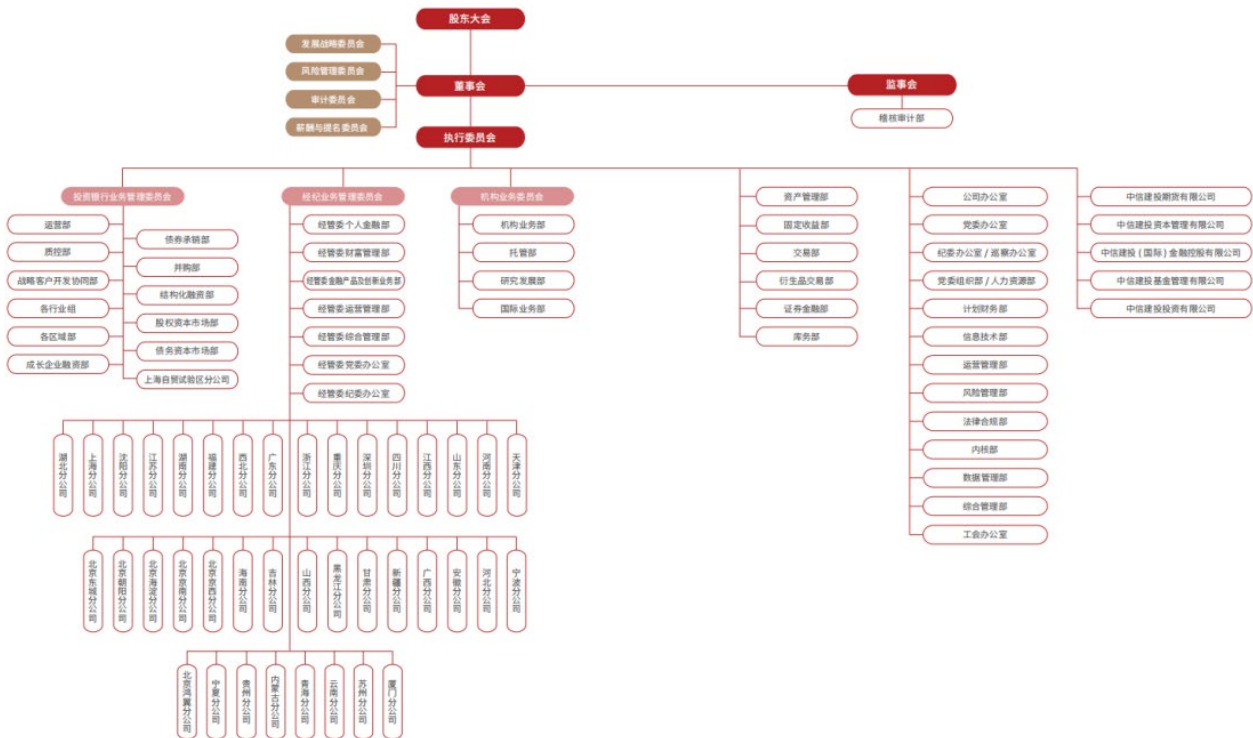 股东大会
发展战略委员会
风险管理委员会
董事会
监事会
审计委员会
稽核审计部
薪酬与提名委员会
执行委员会
投资银行业务管理委员会
运营部
质控部
战略客户开发协同部
各行业组
各区域部
成长企业融资部
债券承销部
并购部
结构化融资部
股权资本市场部
债务资本市场部
上海自贸试验区分公司
经纪业务管理委员会
经管委个人金融部
经管委财富管理部
经管委金融产品及创新业务部
经管委运营管理部
经管委综合管理部
经管委党委办公室
经管委纪委办公室
湖北分公司
上海分公司
沈阳分公司
江苏分公司
湖南分公司
福建分公司
西北分公司
广东分公司
浙江分公司
重庆分公司
深圳分公司
四川分公司
江西分公司
山东分公司
河南分公司
天津分公司
北京东城分公司
北京朝阳分公司
北京海淀分公司
北京京南分公司
北京京西分公司
海南分公司
吉林分公司
山西分公司
黑龙江分公司
甘肃分公司
新疆分公司
广西分公司
安徽分公司
河北分公司
宁波分公司
北京鸿翼分公司
宁夏分公司
贵州分公司
内蒙古分公司
青海分公司
云南分公司
苏州分公司
厦门分公司
机构业务委员会
机构业务部
托管部
研究发展部
国际业务部
资产管理部
固定收益部
交易部
衍生品交易部
证券金融部
库务部
公司办公室
党委办公室
纪委办公室 / 巡察办公室
党委组织部 / 人力资源部
计划财务部
信息技术部
运营管理部
风险管理部
法律合规部
内核部
数据管理部
综合管理部
工会办公室
中信建投期货有限公司
中信建投资本管理有限公司
中信建投（国际）金融控股有限公司
中信建投基金管理有限公司
中信建投投资有限公司